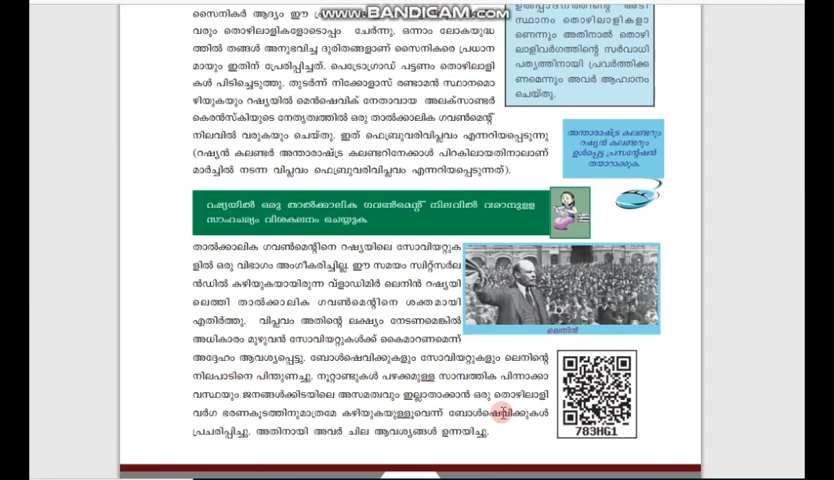 www.BANDICAM.com
സൈനികർ ആദ്യം ഈ
വരും തൊഴിലാളികളോടൊപ്പം ചേർന്നു. ഒന്നാം ലോകയുദ്ധ
ത്തിൽ തങ്ങൾ അനുഭവിച്ച ദുരിതങ്ങളാണ് സൈനികരെ പ്രധാന
മായും ഇതിന് പ്രേരിപ്പിച്ചത്. പെട്രോഗ്രാഡ് പട്ടണം തൊഴിലാളി
കൾ പിടിച്ചെടുത്തു. തുടർന്ന് നിക്കോളാസ് രണ്ടാമൻ സ്ഥാനമൊ
ഴിയുകയും റഷ്യയിൽ മെൻഷെവിക് നേതാവായ അലക്സാണ്ടർ
കെരൻസ്കിയുടെ നേതൃത്വത്തിൽ ഒരു താൽക്കാലിക ഗവൺമെന്റ്
നിലവിൽ വരുകയും ചെയ്തു. ഇത് ഫെബ്രുവരിവിപ്ലവം എന്നറിയപ്പെടുന്നു
(റഷ്യൻ കലണ്ടർ അന്താരാഷ്ട്ര കലണ്ടറിനേക്കാൾ പിറകിലായതിനാലാണ്
മാർച്ചിൽ നടന്ന വിപ്ലവം ഫെബ്രുവരിവിപ്ലവം എന്നറിയപ്പെടുന്നത്).
ഉൽപ്പാദനത്തിന്റെ അടി
സ്ഥാനം തൊഴിലാളികളാ
ണെന്നും അതിനാൽ തൊഴി
ലാളിവർഗത്തിന്റെ സർവാധി
പത്യത്തിനായി പ്രവർത്തിക്ക
ണമെന്നും അവർ ആഹ്വാനം
ചെയ്തു.
അന്താരാഷ്ട്ര കലണ്ടറും
റഷ്യൻ കലണ്ടറും
ഉൾപ്പെട്ട പ്രസന്റേഷൻ
തയാറാക്കുക.
റഷ്യയിൽ ഒരു താൽക്കാലിക ഗവൺമെന്റ് നിലവിൽ വരാനുള്ള
സാഹചര്യം വിശകലനം ചെയ്യുക.
താൽക്കാലിക ഗവൺമെന്റിനെ റഷ്യയിലെ സോവിയറ്റുക
ളിൽ ഒരു വിഭാഗം അംഗീകരിച്ചില്ല. ഈ സമയം സ്വിറ്റ്സർല
ൻഡിൽ കഴിയുകയായിരുന്ന വ്ളാഡിമിർ ലെനിൻ റഷ്യയി
ലെത്തി താൽക്കാലിക ഗവൺമെന്റിനെ ശക്തമായി
എതിർത്തു. വിപ്ലവം അതിന്റെ ലക്ഷ്യം നേടണമെങ്കിൽ
അധികാരം മുഴുവൻ സോവിയറ്റുകൾക്ക് കൈമാറണമെന്ന്
അദ്ദേഹം ആവശ്യപ്പെട്ടു. ബോൾഷെവിക്കുകളും സോവിയറ്റുകളും ലെനിന്റെ
നിലപാടിനെ പിന്തുണച്ചു. നൂറ്റാണ്ടുകൾ പഴക്കമുള്ള സാമ്പത്തിക പിന്നാക്കാ
വസ്ഥയും ജനങ്ങൾക്കിടയിലെ അസമത്വവും ഇല്ലാതാക്കാൻ ഒരു തൊഴിലാളി
വർഗ ഭരണകൂടത്തിനുമാത്രമേ കഴിയുകയുള്ളൂവെന്ന് ബോൾഷെവിക്കുകൾ
പ്രചരിപ്പിച്ചു. അതിനായി അവർ ചില ആവശ്യങ്ങൾ ഉന്നയിച്ചു.
ലെനിൻ
783HG1